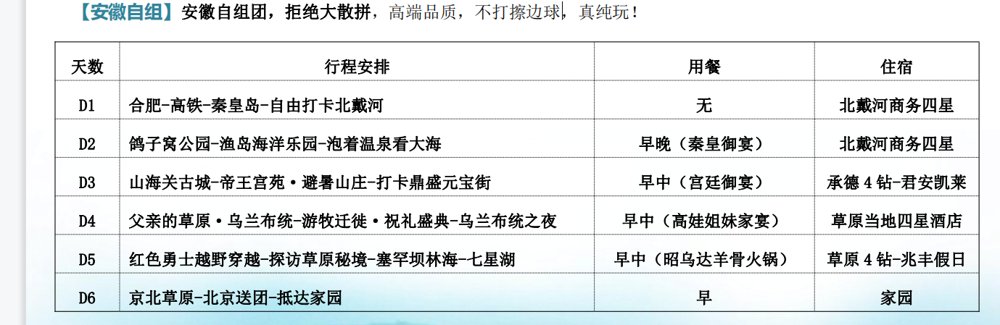 【安徽自组】安徽自组团，拒绝大散拼，高端品质，不打擦边球，真纯玩！
天数 行程安排 用餐 住宿
D1 合肥-高铁-秦皇岛-自由打卡北戴河 无 北戴河商务四星
D2 鸽子窝公园-渔岛海洋乐园-泡着温泉看大海 早晚（秦皇御宴） 北戴河商务四星
D3 山海关古城-帝王宫苑·避暑山庄-打卡鼎盛元宝街 早中（宫廷御宴） 承德4钻-君安凯莱
D4 父亲的草原·乌兰布统-游牧迁徙·祝礼盛典-乌兰布统之夜 早中（高娃姐妹家宴） 草原当地四星酒店
D5 红色勇士越野穿越-探访草原秘境-塞罕坝林海-七星湖 早中（昭乌达羊骨火锅） 草原4钻-兆丰假日
D6 京北草原-北京送团-抵达家园 早 家园